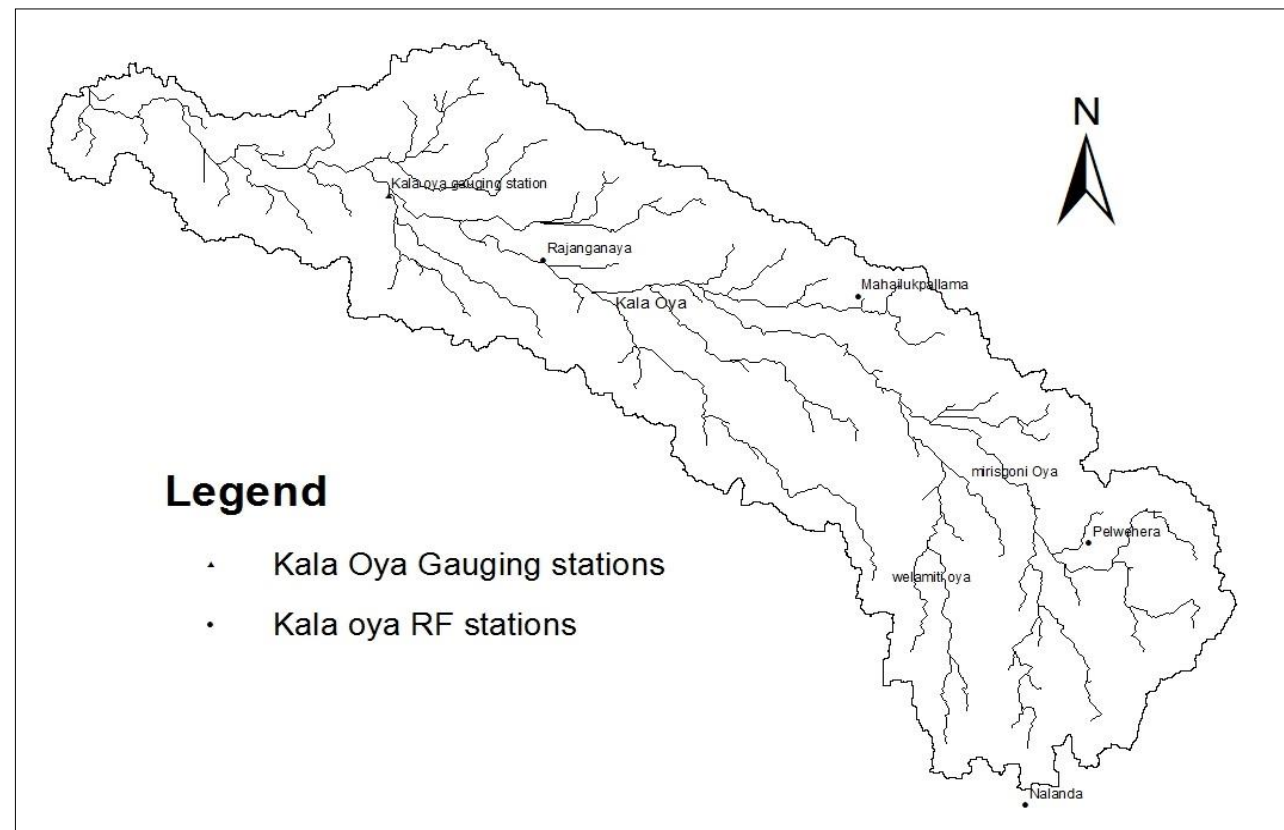 N
Kala oya gauging station
Rajanganaya
Mahailukpallama
Kala Oya
mirisgoni Oya
Pelwehera
welamiti oya
Nalanda
Legend
Kala Oya Gauging stations
Kala oya RF stations